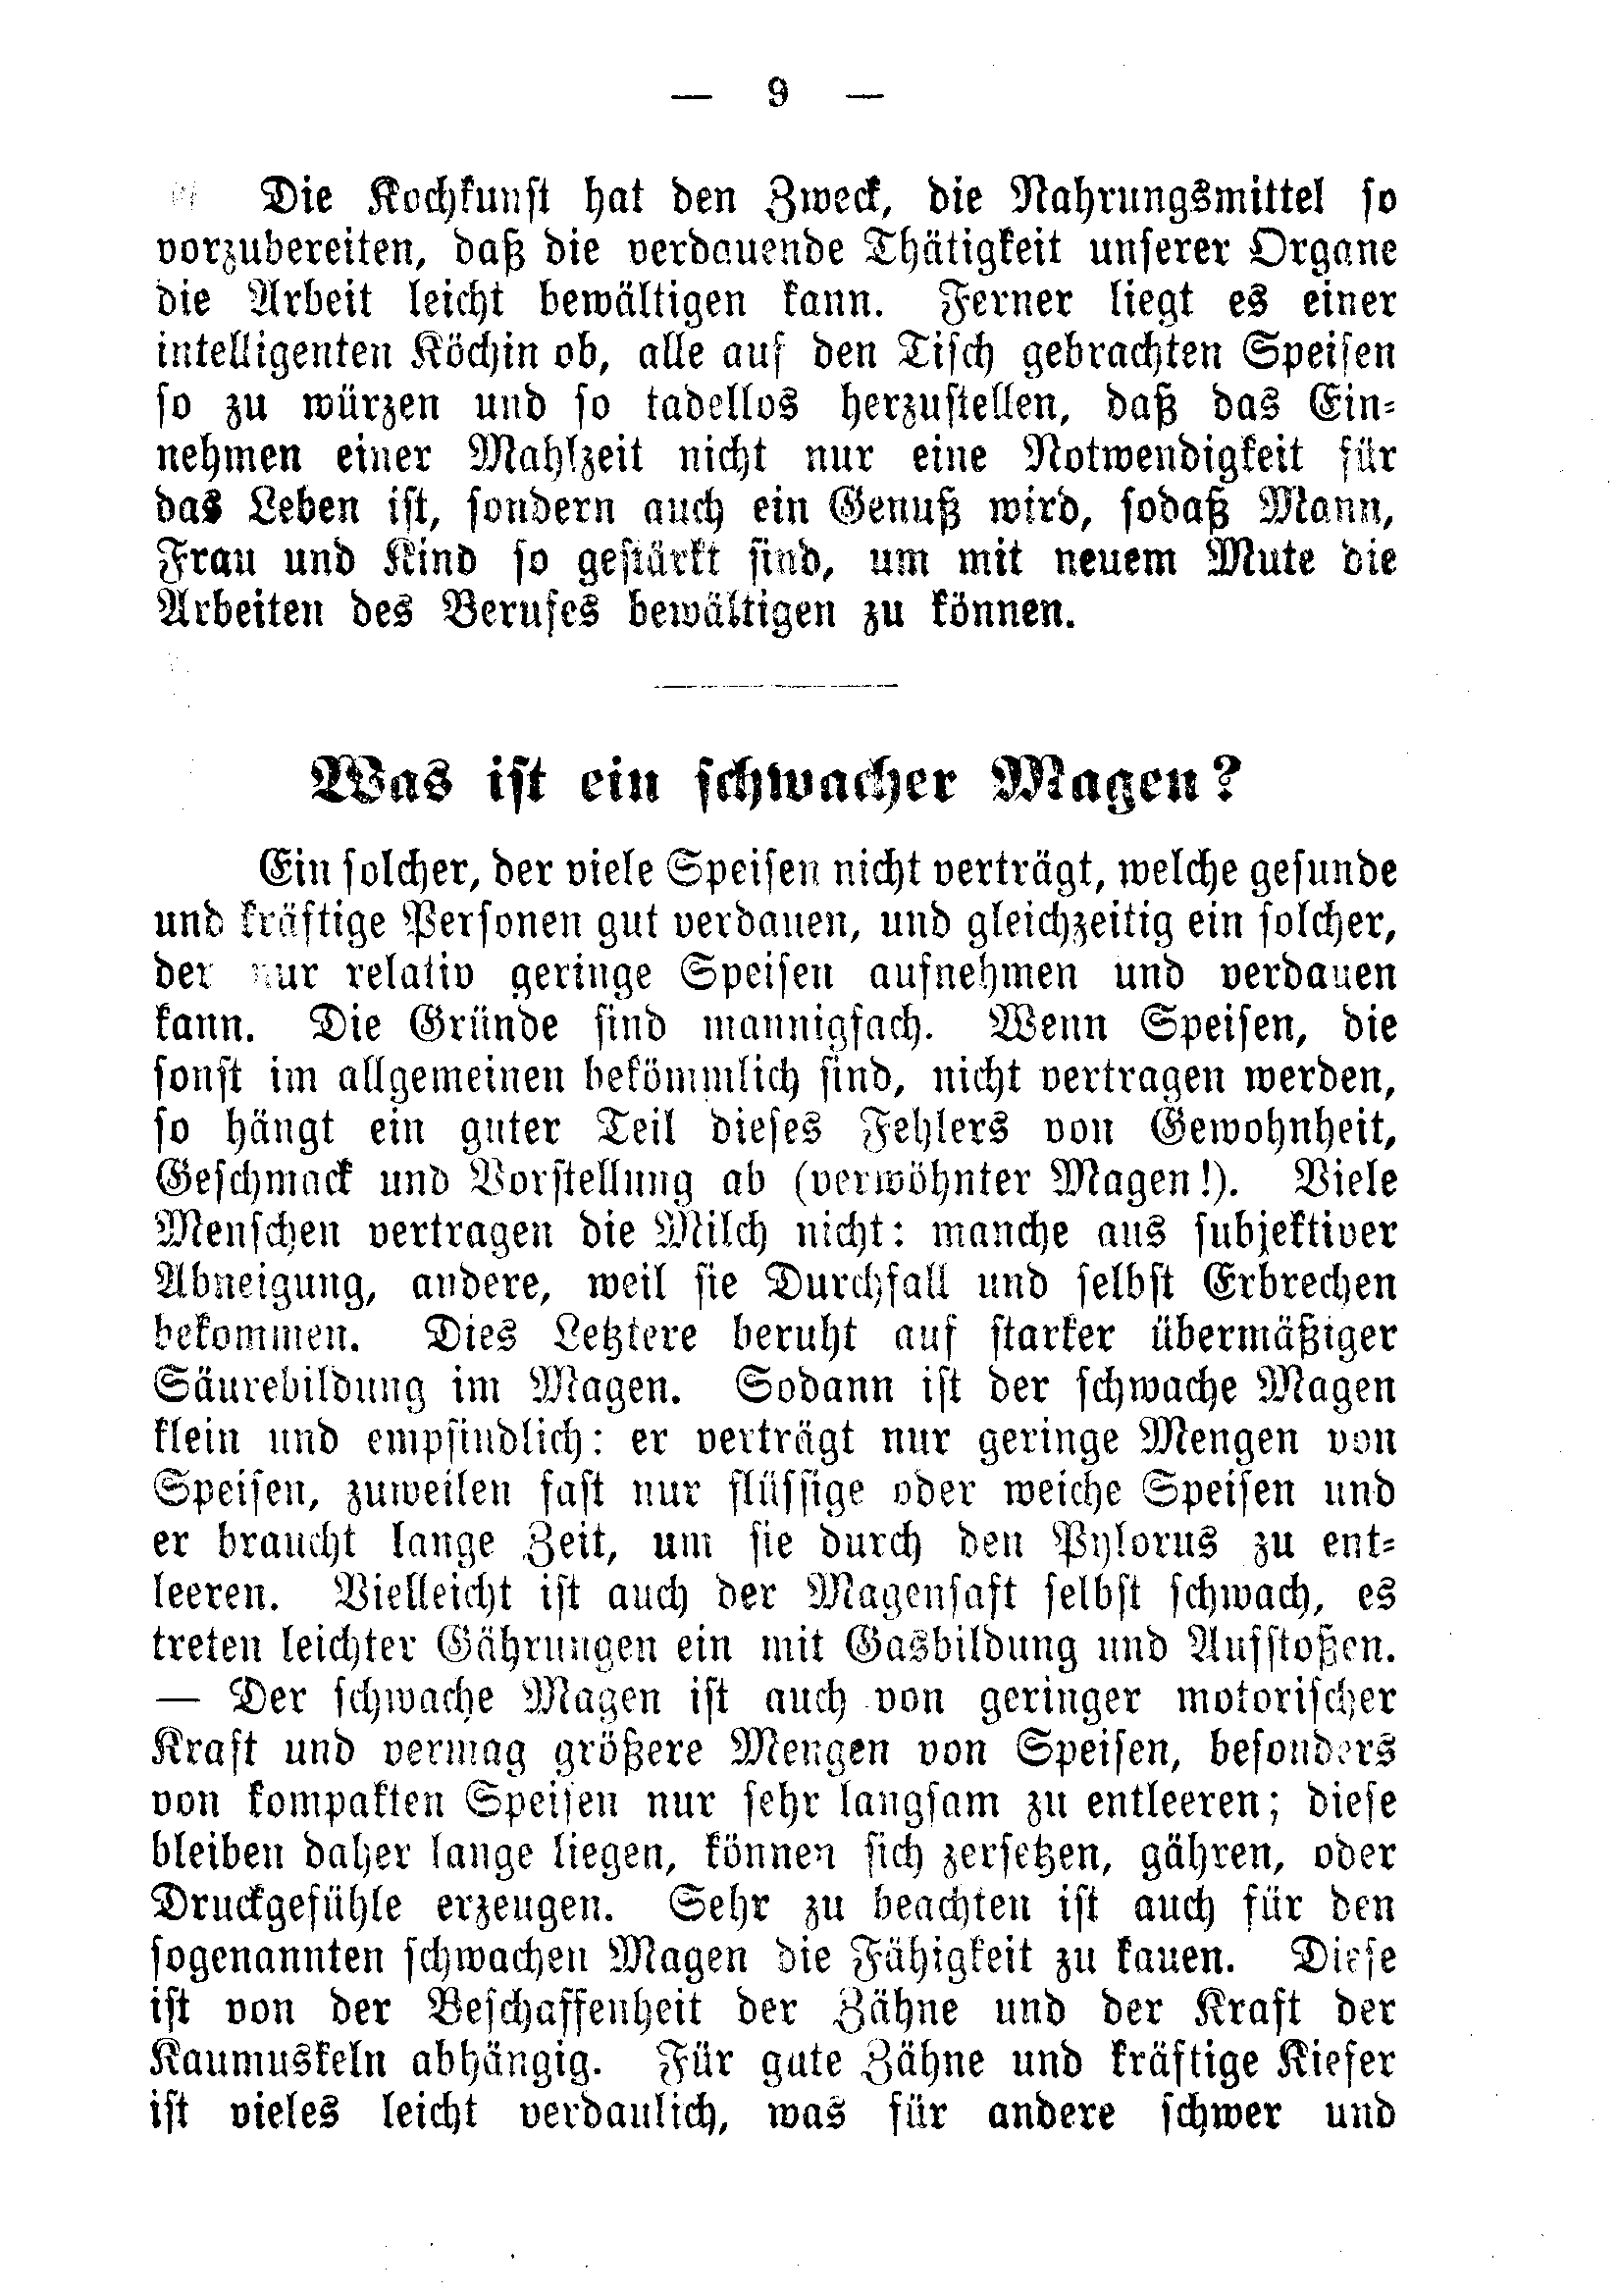 — 9 —
Die Kochkunst hat den Zweck, die Nahrungsmittel so
vorzubereiten, daß die verdauende Thätigkeit unserer Organe
die Arbeit leicht bewältigen kann. Ferner liegt es einer
intelligenten Köchin ob, alle auf den Tisch gebrachten Speisen
so zu würzen und so tadellos herzustellen, daß das Ein-
nehmen einer Mahlzeit nicht nur eine Notwendigkeit für
das Leben ist, sondern auch ein Genuß wird, sodaß Mann,
Frau und Kind so gestärkt sind, um mit neuem Mute die
Arbeiten des Berufes bewältigen zu können.
Was ist ein schwacher Magen?
Ein solcher, der viele Speisen nicht verträgt, welche gesunde
und kräftige Personen gut verdauen, und gleichzeitig ein solcher,
der nur relativ geringe Speisen aufnehmen und verdauen
kann. Die Gründe sind mannigfach. Wenn Speisen, die
sonst im allgemeinen bekömmlich sind, nicht vertragen werden,
so hängt ein guter Teil dieses Fehlers von Gewohnheit,
Geschmack und Vorstellung ab (verwöhnter Magen!). Viele
Menschen vertragen die Milch nicht: manche aus subjektiver
Abneigung, andere, weil sie Durchfall und selbst Erbrechen
bekommen. Dies Letztere beruht auf starker übermäßiger
Säurebildung im Magen. Sodann ist der schwache Magen
klein und empfindlich: er verträgt nur geringe Mengen von
Speisen, zuweilen fast nur flüssige oder weiche Speisen und
er braucht lange Zeit, um sie durch den Pylorus zu ent-
leeren. Vielleicht ist auch der Magensaft selbst schwach, es
treten leichter Gährungen ein mit Gasbildung und Aufstoßen.
— Der schwache Magen ist auch von geringer motorischer
Kraft und vermag größere Mengen von Speisen, besonders
von kompakten Speisen nur sehr langsam zu entleeren; diese
bleiben daher lange liegen, können sich zersetzen, gähren, oder
Druckgefühle erzeugen. Sehr zu beachten ist auch für den
sogenannten schwachen Magen die Fähigkeit zu kauen. Diese
ist von der Beschaffenheit der Zähne und der Kraft der
Kaumuskeln abhängig. Für gute Zähne und kräftige Kiefer
ist vieles leicht verdaulich, was für andere schwer und